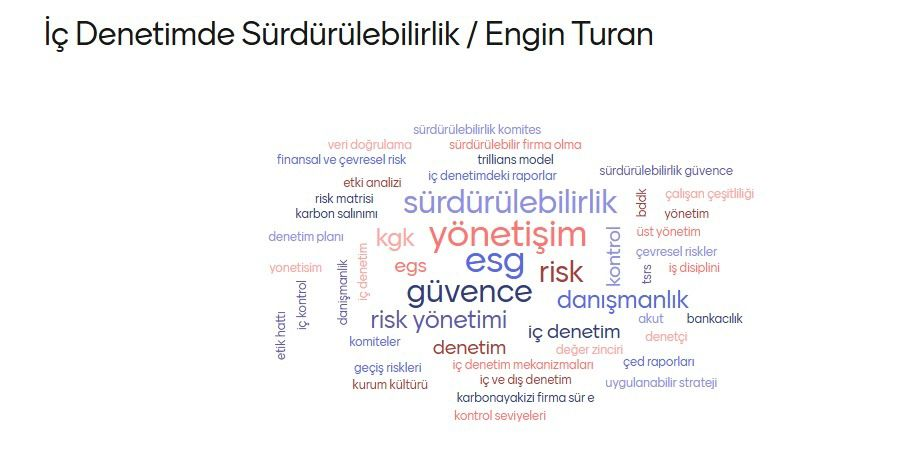 İç Denetimde Sürdürülebilirlik / Engin Turan
sürdürülebilirlik komites
veri doğrulama
sürdürülebilir firma olma
finansal ve çevresel risk
trillians model
sürdürülebilirlik güvence
iç denetimdeki raporlar
etki analizi
bddk
çalışan çeşitliliği
risk matrisi
sürdürülebilirlik
karbon salınımı
yönetim
denetim planı
kgk
yönetişim
kontrol
üst yönetim
çevresel riskler
yonetisim
iç denetim
egs
esg
risk
tsrs
iş disiplini
danışmanlık
iç kontrol
güvence
danışmanlık
etik hattı
risk yönetimi
iç denetim
akut
bankacılık
komiteler
denetim
değer zinciri
denetçi
geçiş riskleri
iç denetim mekanizmaları
çed raporları
kurum kültürü
iç ve dış denetim
uygulanabilir strateji
karbonayakizi firma sür e
kontrol seviyeleri